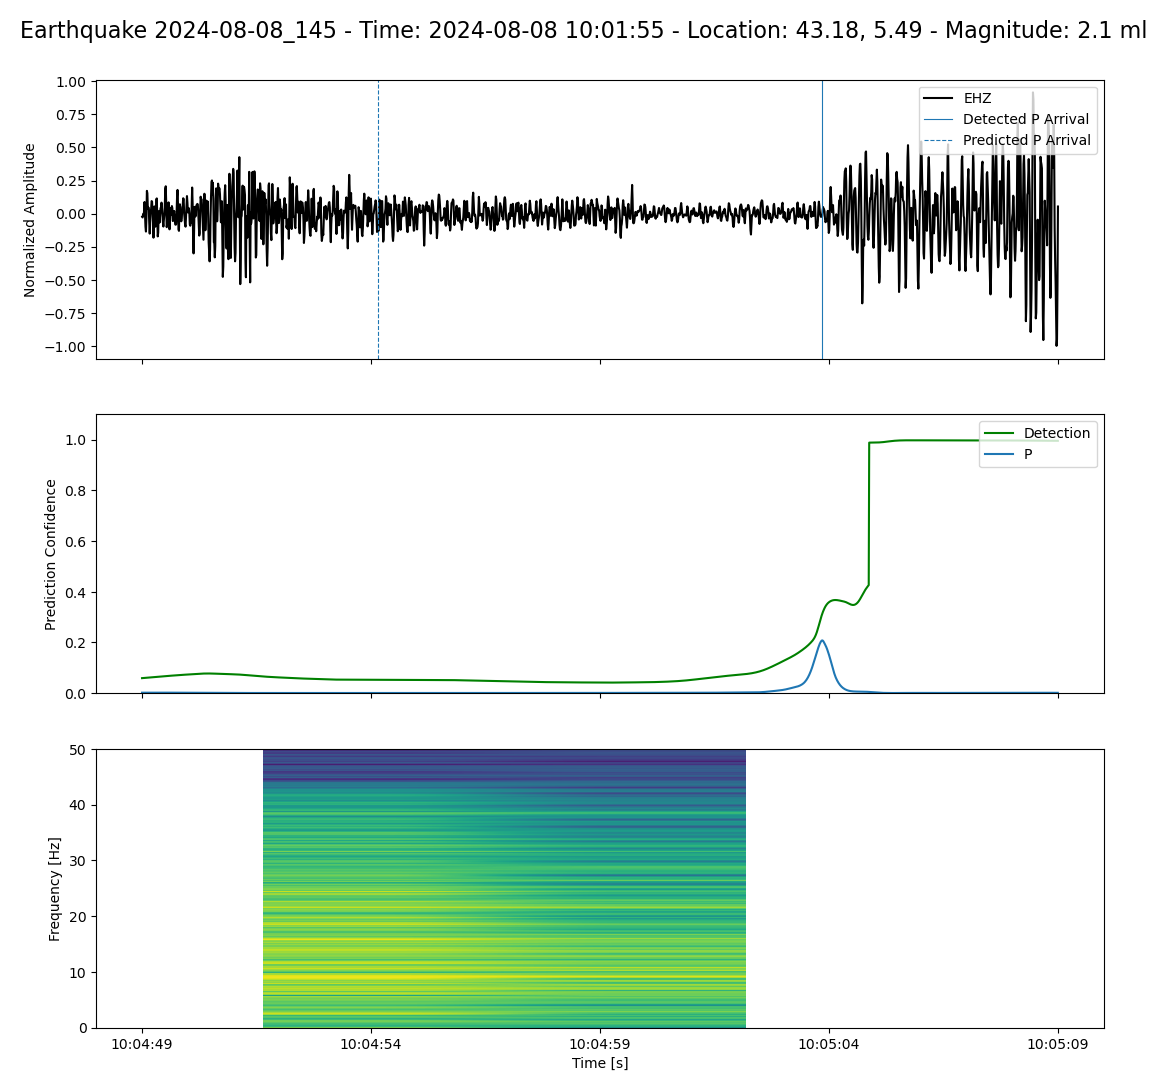 Earthquake 2024-08-08_145 - Time: 2024-08-08 10:01:55 - Location: 43.18, 5.49 - Magnitude: 2.1 ml
1.00
0.75
0.50
0.25
0.00
−0.25
−0.50
−0.75
−1.00
Normalized Amplitude
EHZ
Detected P Arrival
Predicted P Arrival
1.0
0.8
0.6
0.4
0.2
0.0
Prediction Confidence
Detection
P
50
40
30
20
10
0
Frequency [Hz]
10:04:49
10:04:54
10:04:59
10:05:04
10:05:09
Time [s]